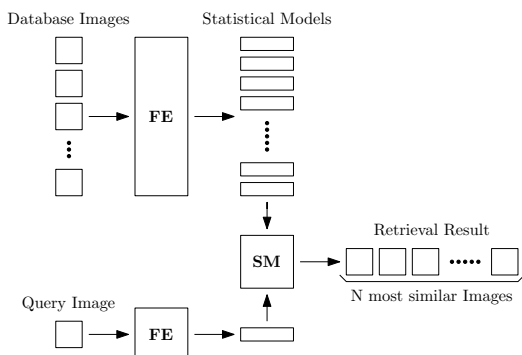 Database Images
Statistical Models
FE
Retrieval Result
SM
N most similar Images
Query Image
FE